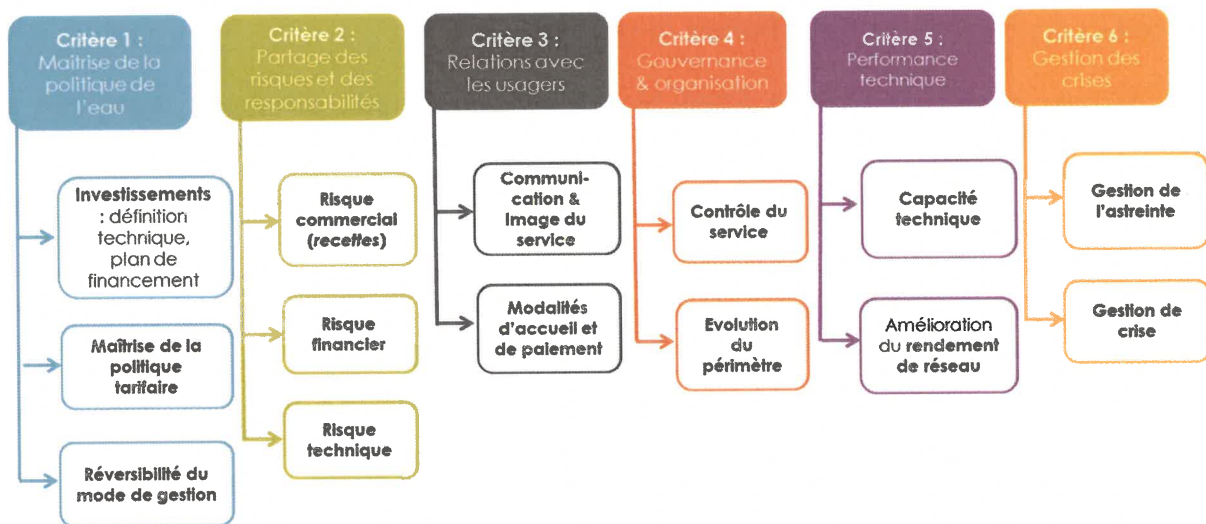 Critère 1 :
Maîtrise de la
politique de
l'eau
Investissements
: définition
technique,
plan de
financement
Maîtrise de la
politique
tarifaire
Réversibilité du
mode de gestion
Critère 2 :
Partage des
risques et des
responsabilités
Risque
commercial
(recettes)
Risque
financier
Risque
technique
Critère 3 :
Relations avec
les usagers
Communi-
cation &
Image du
service
Modalités
d'accueil et
de paiement
Critère 4 :
Gouvernance
& organisation
Contrôle du
service
Evolution
du
périmètre
Critère 5 :
Performance
technique
Capacité
technique
Amélioration
du rendement
de réseau
Critère 6 :
Gestion des
crises
Gestion de
l'astreinte
Gestion de
crise